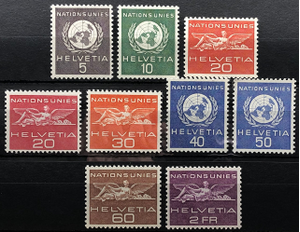 NATIONS UNIES
5
HELVETIA
NATIONS UNIES
10
HELVETIA
NATIONS UNIES
HELVETIA
20
NATIONS UNIES
HELVETIA
20
NATIONS UNIES
HELVETIA
30
NATIONS UNIES
40
HELVETIA
NATIONS UNIES
50
HELVETIA
NATIONS UNIES
HELVETIA
60
NATIONS UNIES
HELVETIA
2 FR